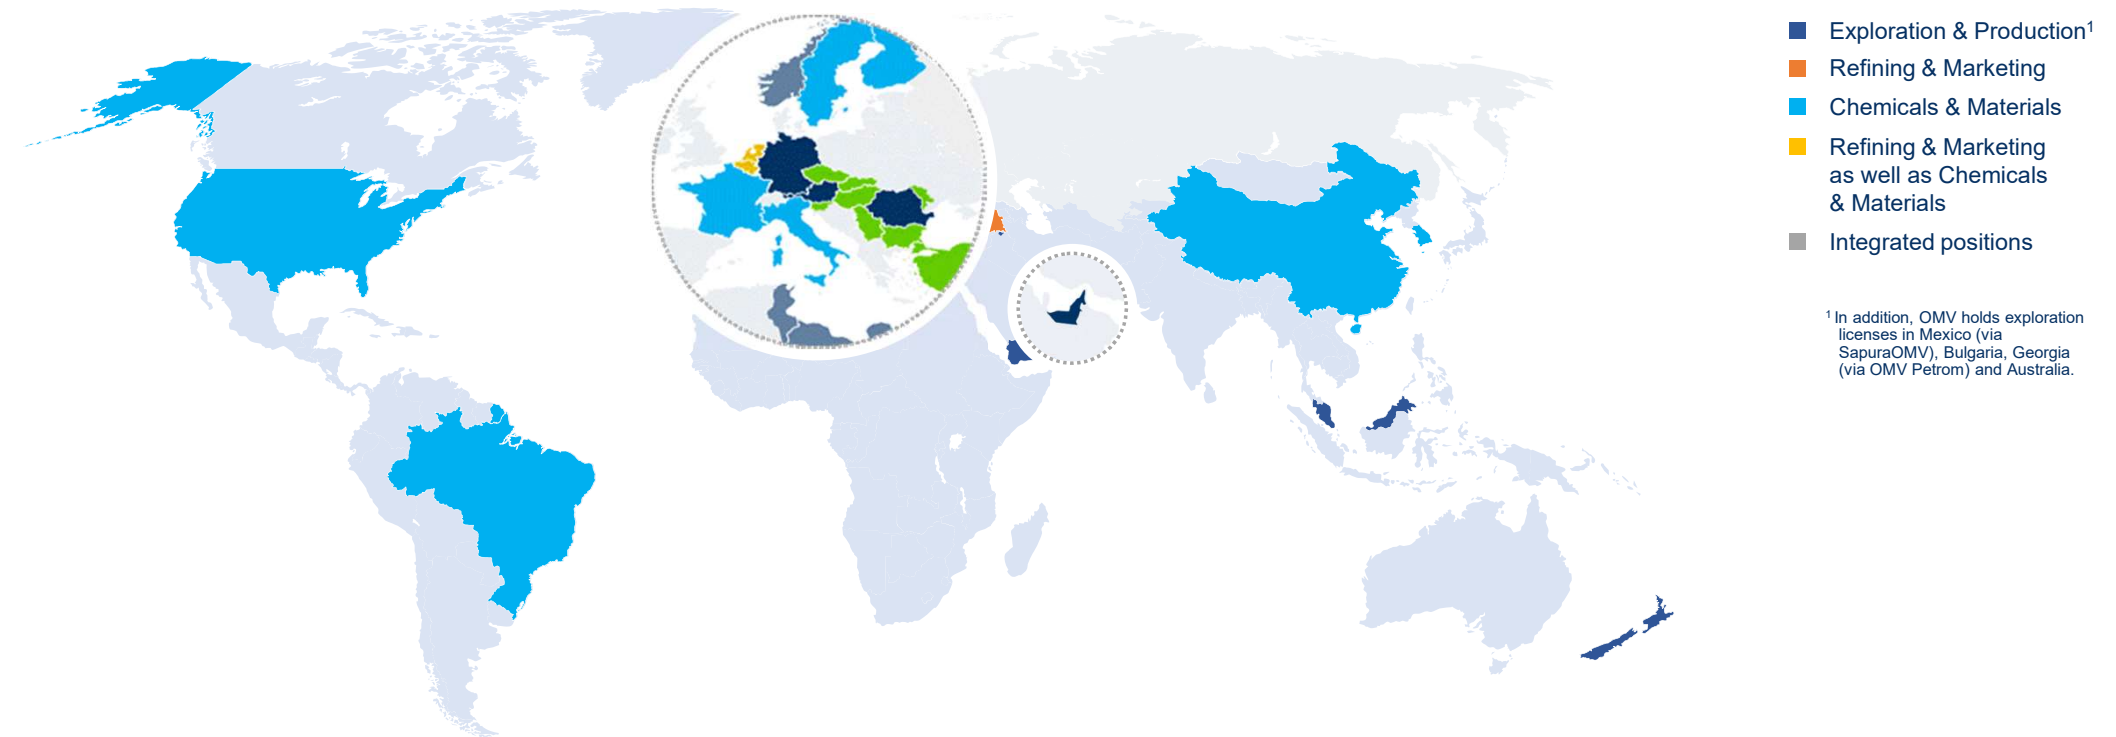 Exploration & Production¹
Refining & Marketing
Chemicals & Materials
Refining & Marketing
as well as Chemicals
& Materials
Integrated positions
¹ In addition, OMV holds exploration
licenses in Mexico (via
SapuraOMV), Bulgaria, Georgia
(via OMV Petrom) and Australia.